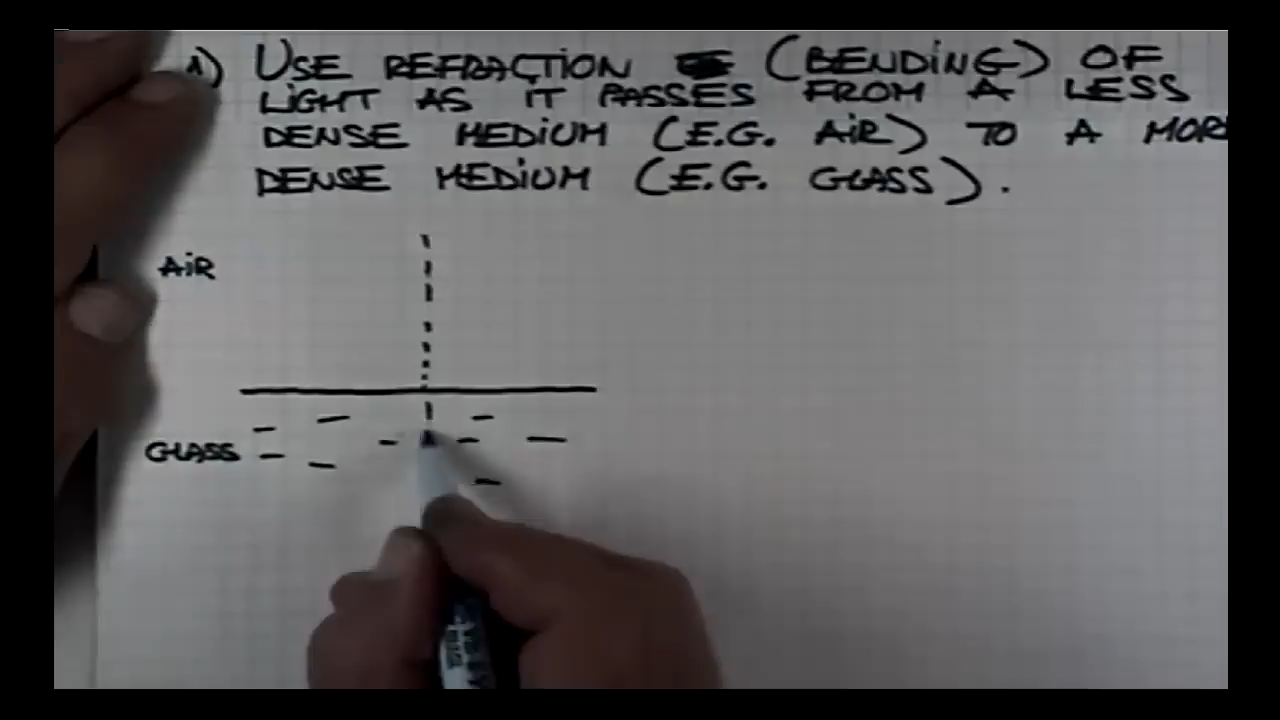 1) USE REFRACTION (BENDING) OF
LIGHT AS IT PASSES FROM A LESS
DENSE MEDIUM (E.G. AIR) TO A MORE
DENSE MEDIUM (E.G. GLASS).
AIR
GLASS